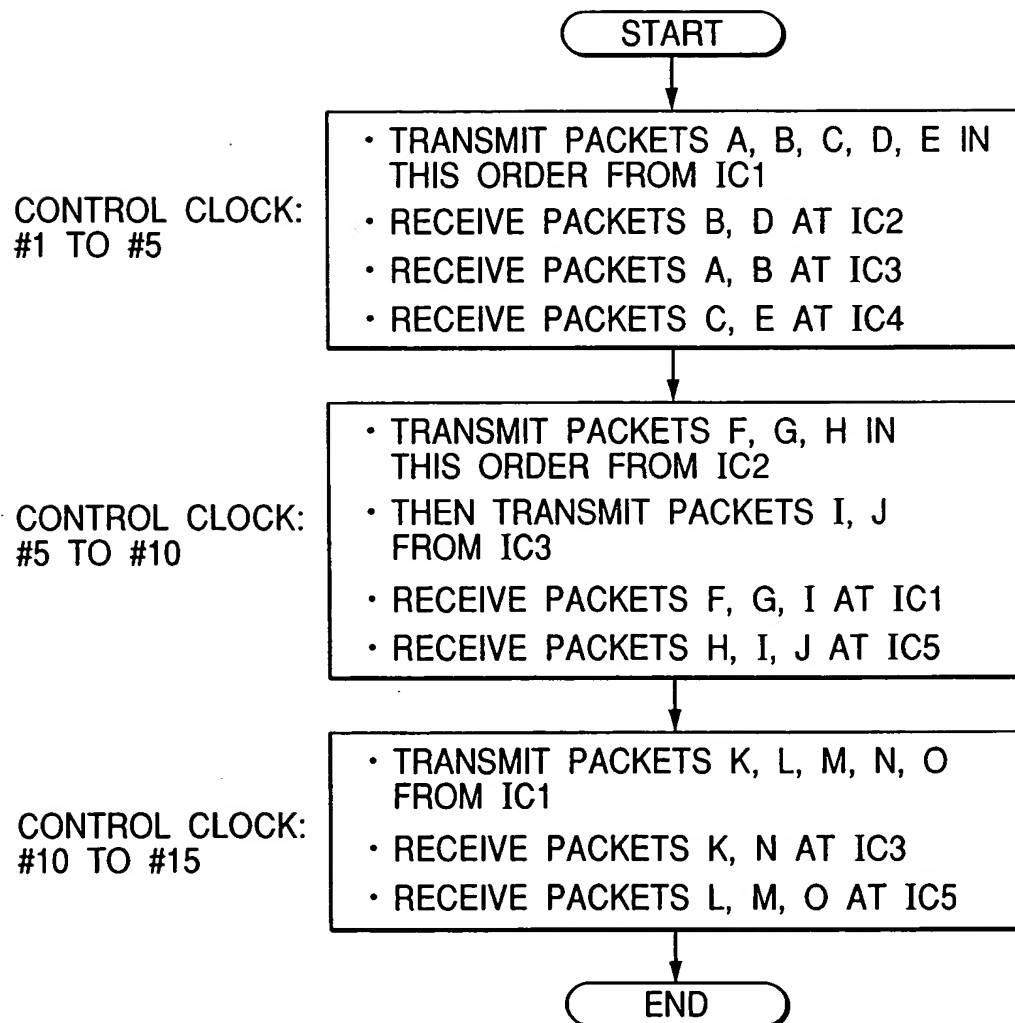 START
CONTROL CLOCK:
#1 TO #5
· TRANSMIT PACKETS A, B, C, D, E IN
THIS ORDER FROM IC1
· RECEIVE PACKETS B, D AT IC2
· RECEIVE PACKETS A, B AT IC3
· RECEIVE PACKETS C, E AT IC4
CONTROL CLOCK:
#5 TO #10
· TRANSMIT PACKETS F, G, H IN
THIS ORDER FROM IC2
· THEN TRANSMIT PACKETS I, J
FROM IC3
· RECEIVE PACKETS F, G, I AT IC1
· RECEIVE PACKETS H, I, J AT IC5
CONTROL CLOCK:
#10 TO #15
· TRANSMIT PACKETS K, L, M, N, O
FROM IC1
· RECEIVE PACKETS K, N AT IC3
· RECEIVE PACKETS L, M, O AT IC5
END